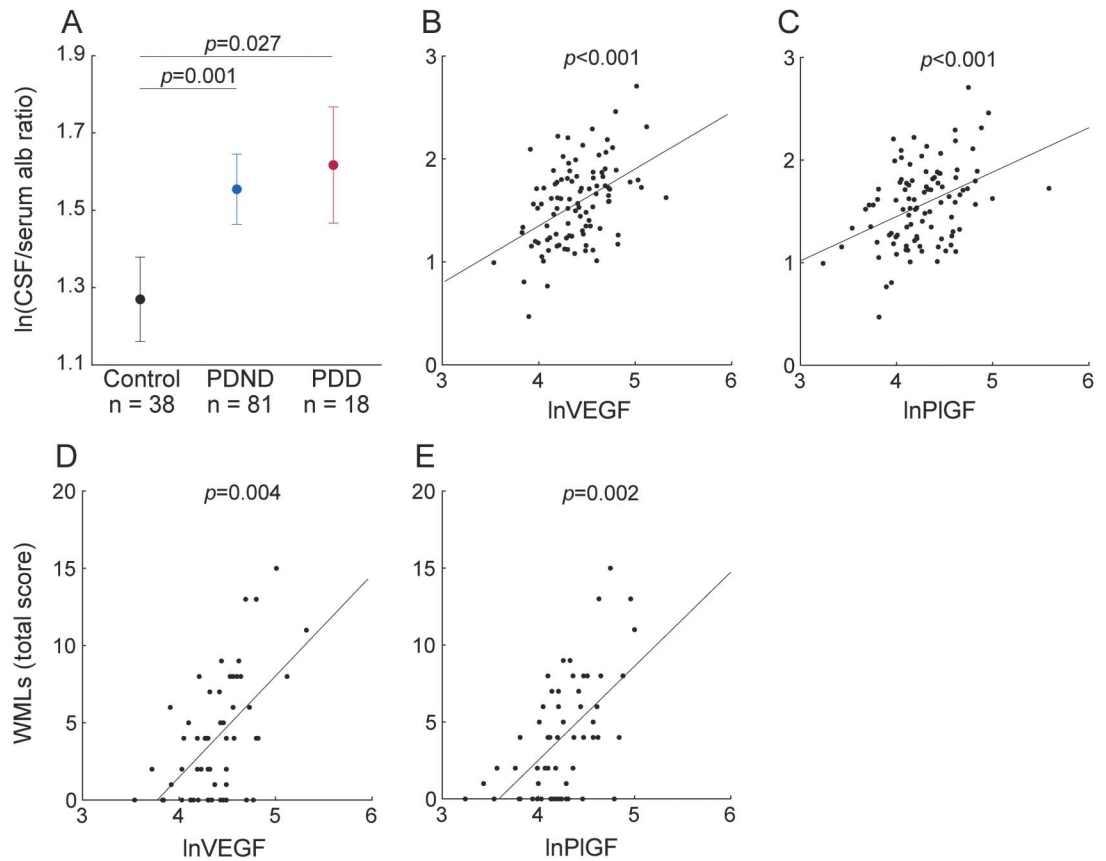 A
p=0.027
p=0.001
ln(CSF/serum alb ratio)
1.9
1.7
1.5
1.3
1.1
Control PDND PDD
n = 38 n = 81 n = 18
B
p<0.001
3
2
1
0
3 4 5 6
lnVEGF
C
p<0.001
3
2
1
0
3 4 5 6
lnPlGF
D
p=0.004
WMLs (total score)
20
15
10
5
0
3 4 5 6
lnVEGF
E
p=0.002
20
15
10
5
0
3 4 5 6
lnPlGF